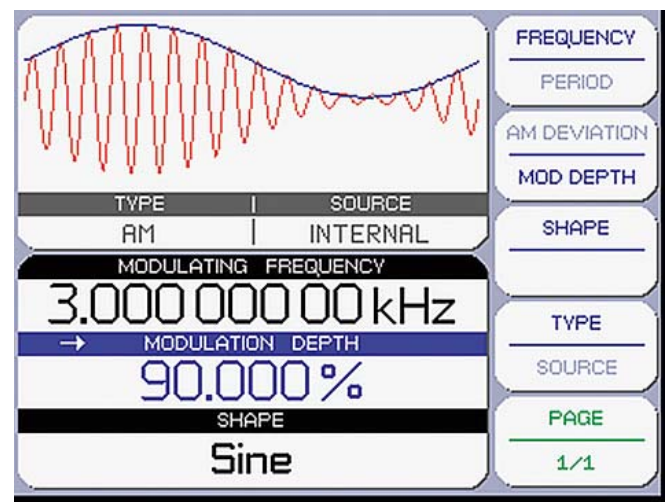 TYPE | SOURCE
AM | INTERNAL
MODULATING FREQUENCY
3.000 000 00 kHz
→ MODULATION DEPTH
90.000 %
SHAPE
Sine
FREQUENCY
PERIOD
AM DEVIATION
MOD DEPTH
SHAPE
TYPE
SOURCE
PAGE
1/1